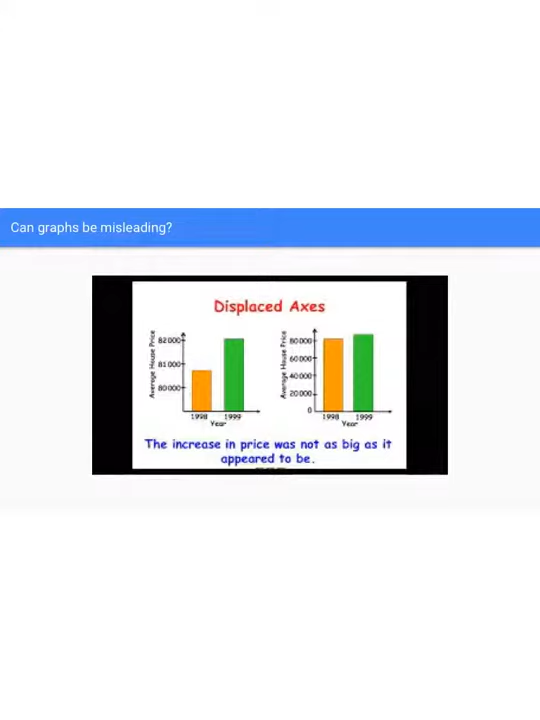 Can graphs be misleading?
Displaced Axes
Average House Price
82000
81000
80000
1998 1999
Year
Average House Price
80000
60000
40000
20000
0
1998 1999
Year
The increase in price was not as big as it
appeared to be.